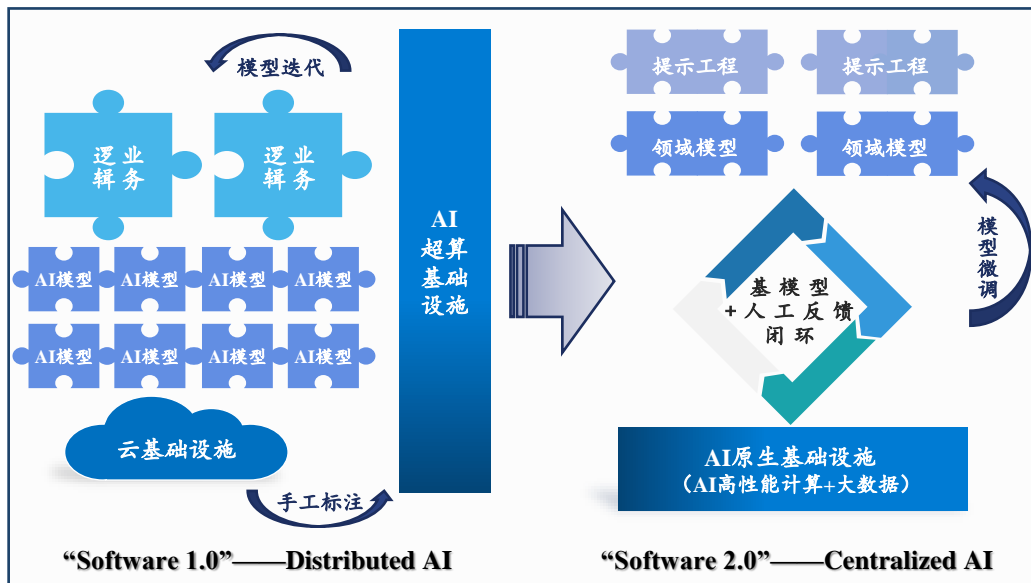 模型迭代
逻业
辑务
逻业
辑务
AI模型
AI模型
AI模型
AI模型
AI模型
AI模型
AI模型
AI模型
云基础设施
手工标注
AI
超算
基础
设施
“Software 1.0”——Distributed AI
提示工程
提示工程
领域模型
领域模型
基模型
+人工反馈
闭环
模
型
微
调
AI原生基础设施
（AI高性能计算+大数据）
“Software 2.0”——Centralized AI